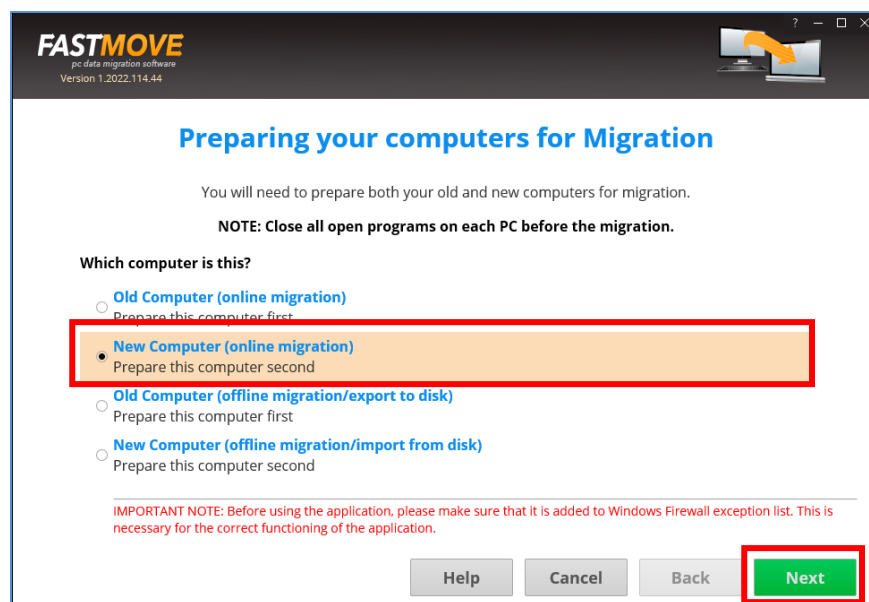 FASTMOVE
pc data migration software
Version 1.2022.114.44
?
Preparing your computers for Migration
You will need to prepare both your old and new computers for migration.
NOTE: Close all open programs on each PC before the migration.
Which computer is this?
Old Computer (online migration)
Prepare this computer first
New Computer (online migration)
Prepare this computer second
Old Computer (offline migration/export to disk)
Prepare this computer first
New Computer (offline migration/import from disk)
Prepare this computer second
IMPORTANT NOTE: Before using the application, please make sure that it is added to Windows Firewall exception list. This is
necessary for the correct functioning of the application.
Help Cancel Back Next